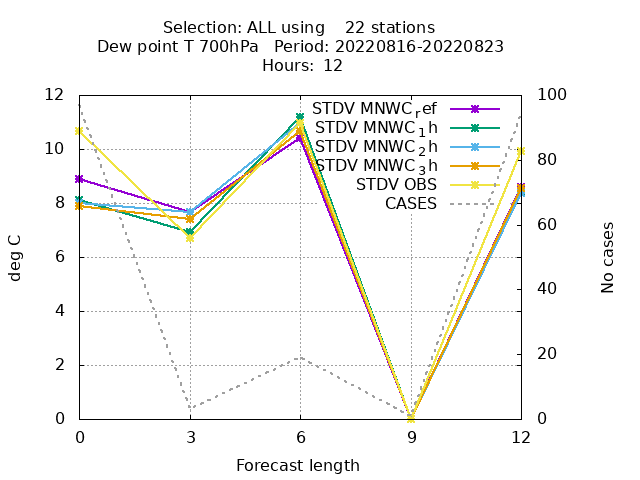 Selection: ALL using    22 stations
Dew point T 700hPa   Period: 20220816-20220823
Hours:  12
STDV MNWC_ref
STDV MNWC_1h
STDV MNWC_2h
STDV MNWC_3h
STDV OBS
CASES
deg C
12
10
8
6
4
2
0
100
80
60
40
20
0
No cases
0 3 6 9 12
Forecast length